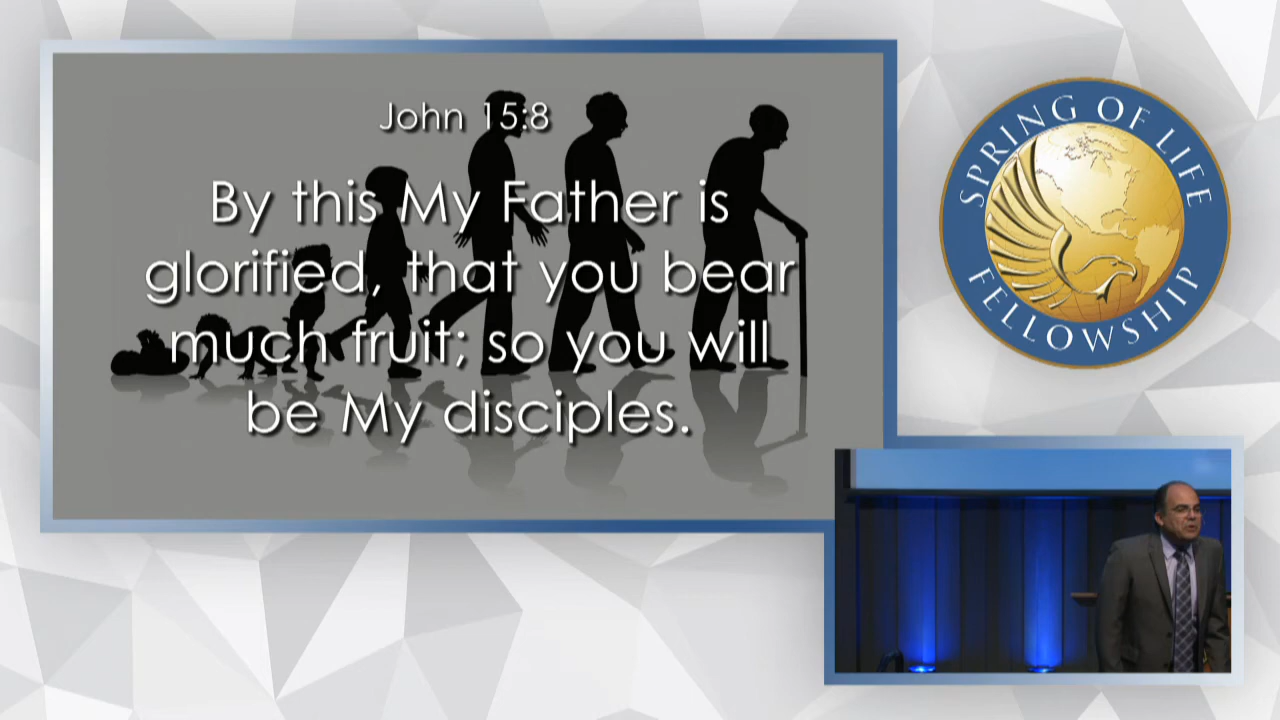 John 15:8
By this My Father is
glorified, that you bear
much fruit; so you will
be My disciples.
SPRING OF LIFE
FELLOWSHIP